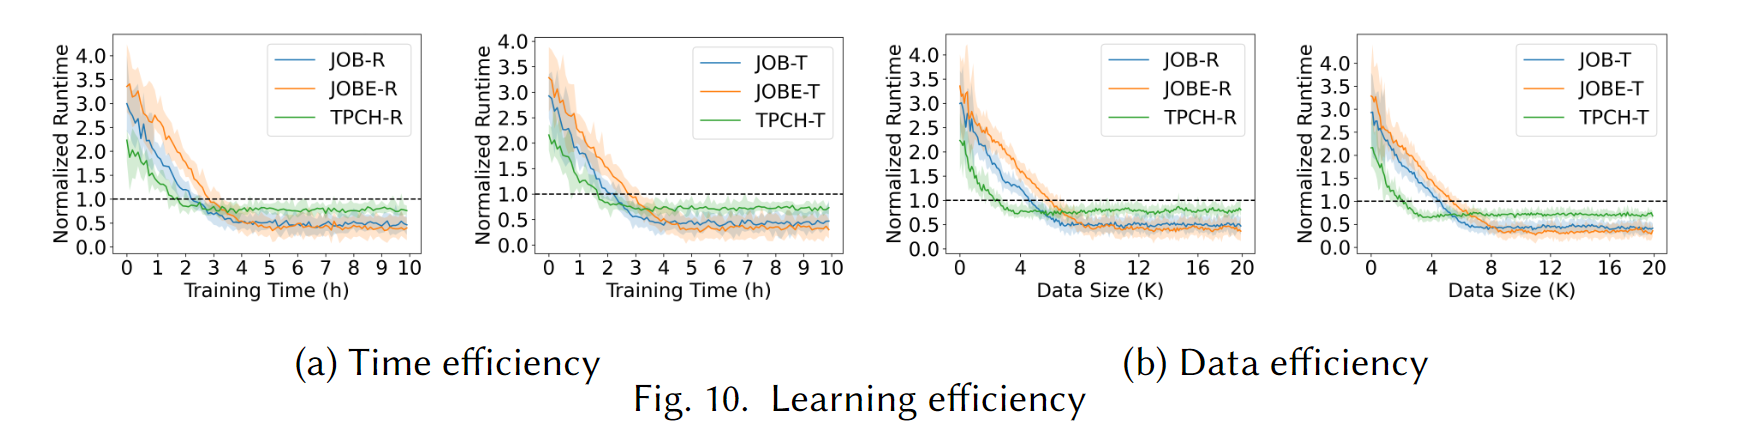 Normalized Runtime
4.0
3.5
3.0
2.5
2.0
1.5
1.0
0.5
0.0
JOB-R
JOBE-R
TPCH-R
0 1 2 3 4 5 6 7 8 9 10
Training Time (h)
Normalized Runtime
4.0
3.5
3.0
2.5
2.0
1.5
1.0
0.5
0.0
JOB-T
JOBE-T
TPCH-T
0 1 2 3 4 5 6 7 8 9 10
Training Time (h)
Normalized Runtime
4.0
3.5
3.0
2.5
2.0
1.5
1.0
0.5
0.0
JOB-R
JOBE-R
TPCH-R
0 4 8 12 16 20
Data Size (K)
Normalized Runtime
4.0
3.5
3.0
2.5
2.0
1.5
1.0
0.5
0.0
JOB-T
JOBE-T
TPCH-T
0 4 8 12 16 20
Data Size (K)
(a) Time efficiency
(b) Data efficiency
Fig. 10. Learning efficiency